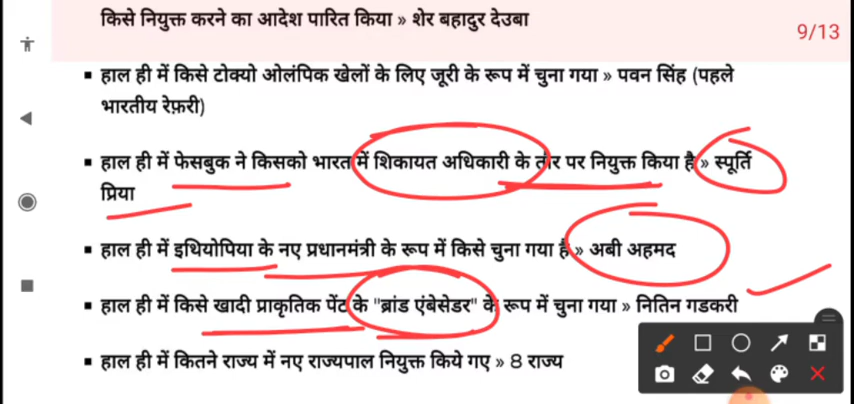 किसे नियुक्त करने का आदेश पारित किया » शेर बहादुर देउबा
9/13
▪ हाल ही में किसे टोक्यो ओलंपिक खेलों के लिए जूरी के रूप में चुना गया » पवन सिंह (पहले
भारतीय रेफ़री)
▪ हाल ही में फेसबुक ने किसको भारत में शिकायत अधिकारी के तौर पर नियुक्त किया है » स्पूर्ति
प्रिया
▪ हाल ही में इथियोपिया के नए प्रधानमंत्री के रूप में किसे चुना गया है » अबी अहमद
▪ हाल ही में किसे खादी प्राकृतिक पेंट के "ब्रांड एंबेसेडर" के रूप में चुना गया » नितिन गडकरी
▪ हाल ही में कितने राज्य में नए राज्यपाल नियुक्त किये गए » 8 राज्य